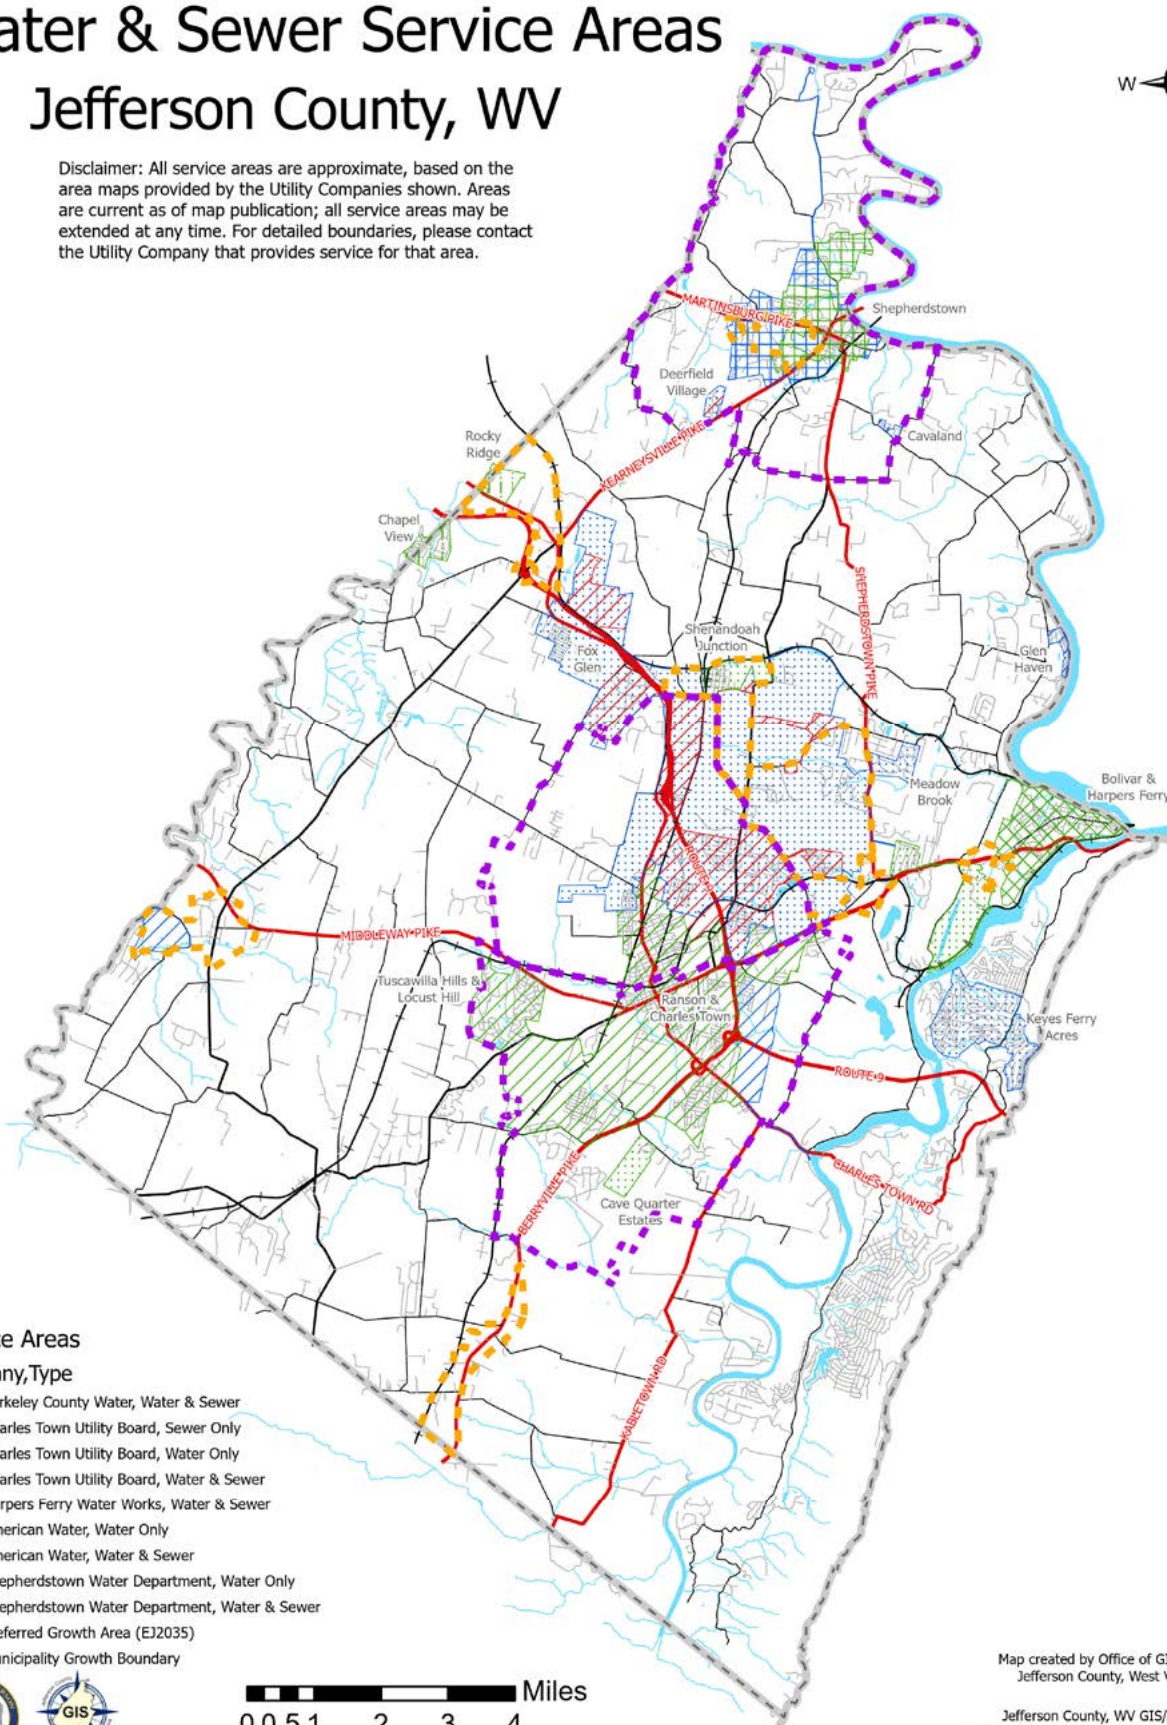 ater & Sewer Service Areas
Jefferson County, WV
W
Disclaimer: All service areas are approximate, based on the
area maps provided by the Utility Companies shown. Areas
are current as of map publication; all service areas may be
extended at any time. For detailed boundaries, please contact
the Utility Company that provides service for that area.
MARTINSBURG PIKE
Shepherdstown
Deerfield
Village
KEARNEYSVILLE PIKE
Cavaland
Rocky
Ridge
Chapel
View
SHEPHERDSTOWN PIKE
Shenandoah
Junction
Fox
Glen
Glen
Haven
Meadow
Brook
Bolivar &
Harpers Ferry
ROUTE 9
MIDDLEWAY PIKE
Tuscawilla Hills &
Locust Hill
Ranson &
Charles Town
Keyes Ferry
Acres
ROUTE 9
CHARLES TOWN RD
BERRYVILLE PIKE
Cave Quarter
Estates
KABLETOWN RD
ce Areas
any,Type
rkeley County Water, Water & Sewer
arles Town Utility Board, Sewer Only
arles Town Utility Board, Water Only
arles Town Utility Board, Water & Sewer
rpers Ferry Water Works, Water & Sewer
merican Water, Water Only
merican Water, Water & Sewer
epherdstown Water Department, Water Only
epherdstown Water Department, Water & Sewer
eferred Growth Area (EJ2035)
unicipality Growth Boundary
GIS
Miles
0 0.5 1 2 3 4
Map created by Office of GI
Jefferson County, West V
Jefferson County, WV GIS/